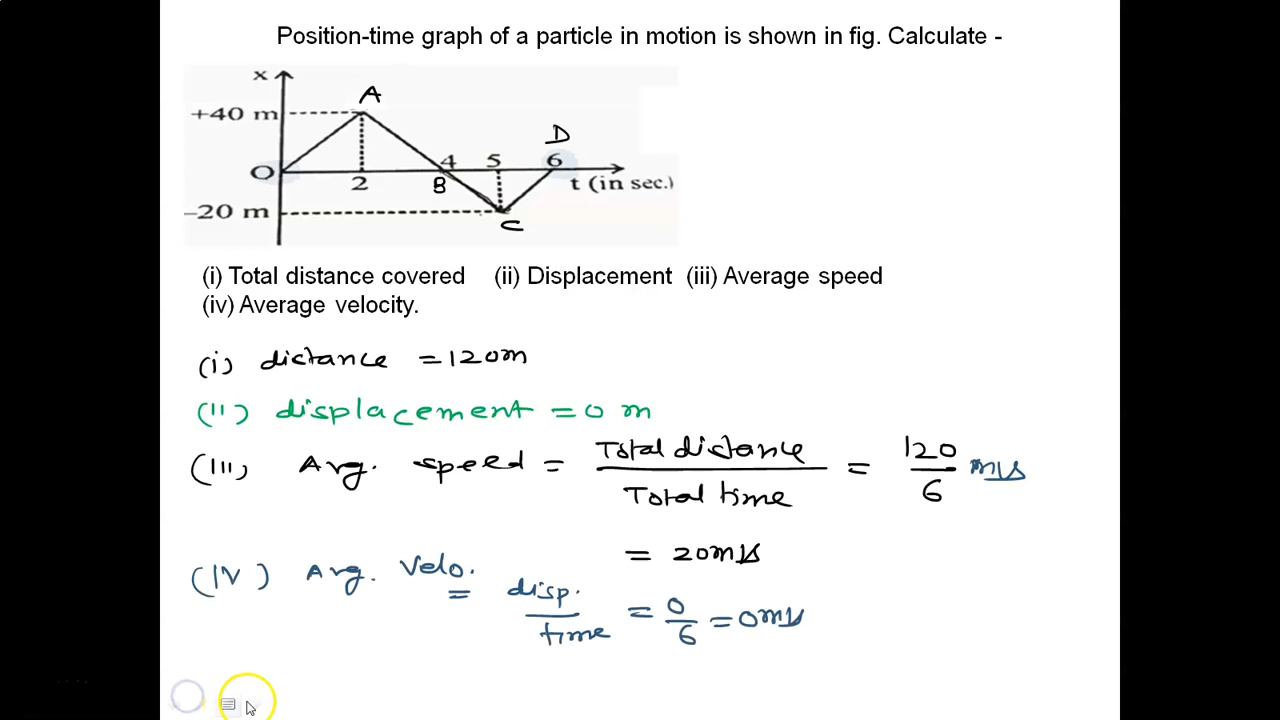 Position-time graph of a particle in motion is shown in fig. Calculate -
x
A
+40 m
D
4 5 6
O
2 B t (in sec.)
−20 m
C
(i) Total distance covered (ii) Displacement (iii) Average speed
(iv) Average velocity.
(i) distance = 120m
(ii) displacement = 0 m
(iii) Avg. speed = Total distance / Total time = 120 / 6 m/s
= 20m/s
(iv) Avg. Velo. = disp. / time = 0 / 6 = 0m/s